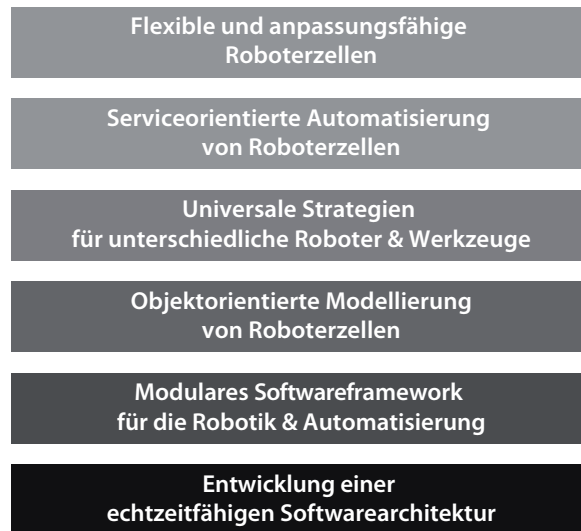 Flexible und anpassungsfähige
Roboterzellen
Serviceorientierte Automatisierung
von Roboterzellen
Universale Strategien
für unterschiedliche Roboter & Werkzeuge
Objektorientierte Modellierung
von Roboterzellen
Modulares Softwareframework
für die Robotik & Automatisierung
Entwicklung einer
echtzeitfähigen Softwarearchitektur